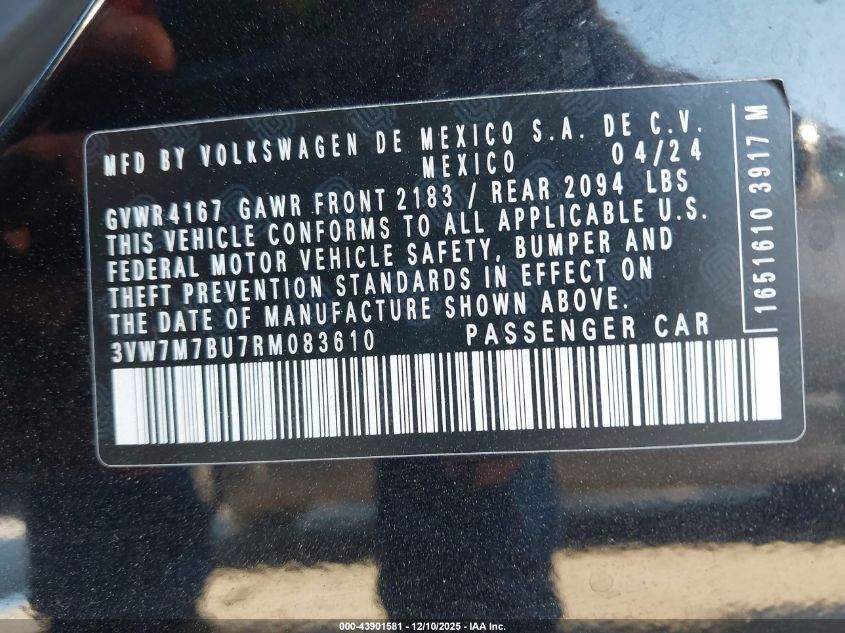 MFD BY VOLKSWAGEN DE MEXICO S.A. DE C.V.
MEXICO 04/24
GVWR4167 GAWR FRONT 2183 / REAR 2094 LBS
THIS VEHICLE CONFORMS TO ALL APPLICABLE U.S.
FEDERAL MOTOR VEHICLE SAFETY, BUMPER AND
THEFT PREVENTION STANDARDS IN EFFECT ON
THE DATE OF MANUFACTURE SHOWN ABOVE.
3VW7M7BU7RM083610 PASSENGER CAR
1651610 3917 M
000-43901581 - 12/10/2025 - IAA Inc.